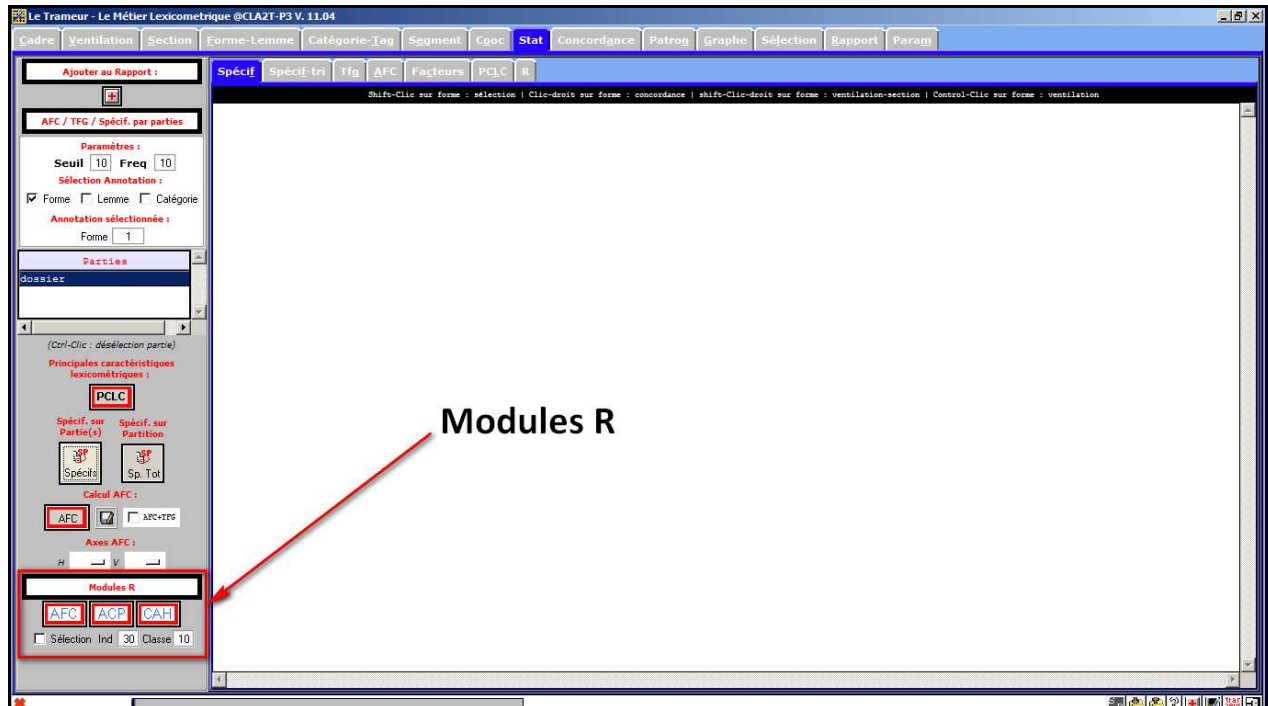 Le Trameur - Le Métier Lexicometrique @CLA2T-P3 V. 11.04
Cadre Ventilation Section Forme-Lemme Catégorie-Tag Segment Cooc Stat Concordance Patron Graphe Sélection Rapport Param
Ajouter au Rapport :
Spécif Spécif-tri Tfg AFC Facteurs PCLC R
Shift-Clic sur forme : sélection | Clic-droit sur forme : concordance | shift-Clic-droit sur forme : ventilation-section | Control-Clic sur forme : ventilation
AFC / TFG / Spécif. par parties
Paramètres :
Seuil 10 Freq 10
Sélection Annotation :
Forme Lemme Catégorie
Annotation sélectionnée :
Forme 1
Parties
dossier
(Ctrl-Clic : désélection partie)
Principales caractéristiques
lexicométriques :
PCLC
Modules R
Spécif. sur Spécif. sur
Partie(s) Partition
SP SP
Spécifs Sp. Tot
Calcul AFC :
AFC AFC+TFG
Axes AFC :
H V
Modules R
AFC ACP CAH
Sélection Ind 30 Classe 10